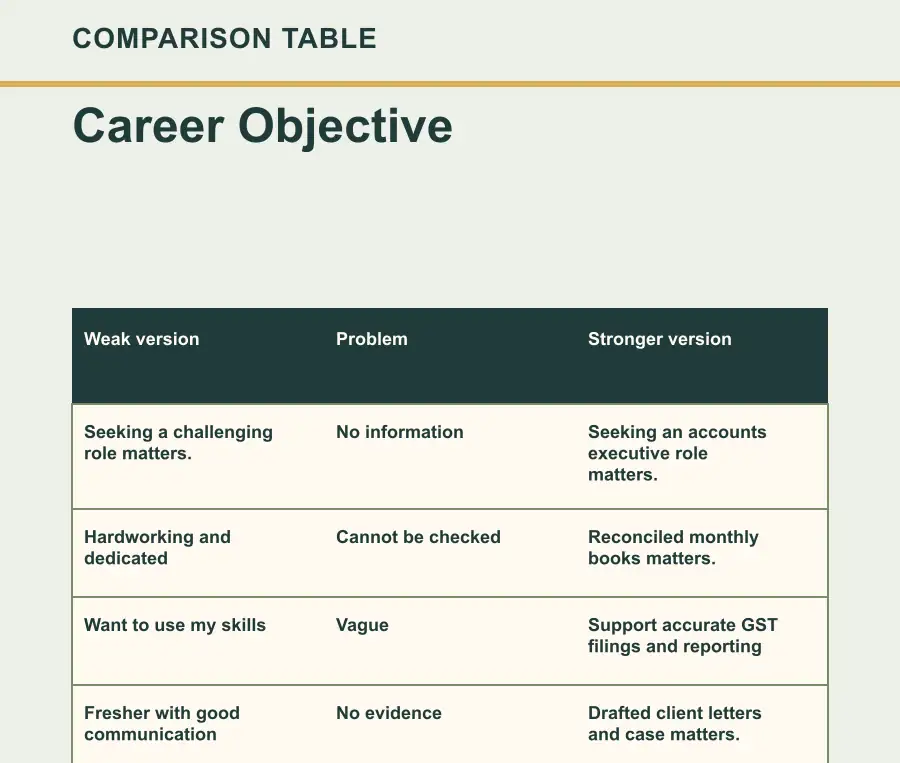 COMPARISON TABLE
Career Objective
Weak version
Problem
Stronger version
Seeking a challenging
role matters.
No information
Seeking an accounts
executive role
matters.
Hardworking and
dedicated
Cannot be checked
Reconciled monthly
books matters.
Want to use my skills
Vague
Support accurate GST
filings and reporting
Fresher with good
communication
No evidence
Drafted client letters
and case matters.